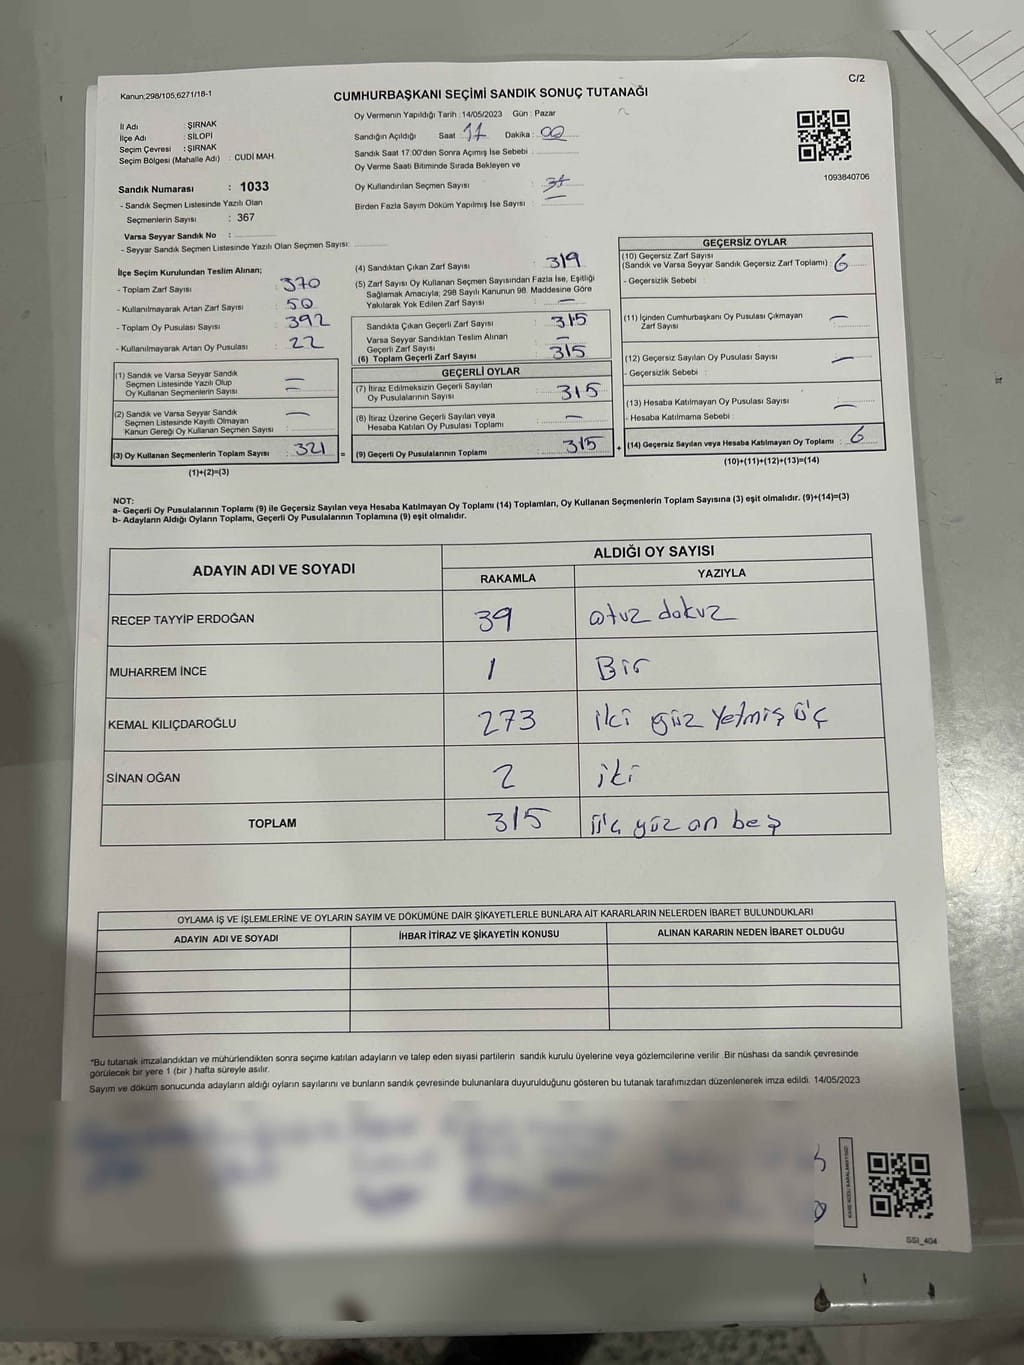 C/2
Kanun:298/105,6271/18-1
CUMHURBAŞKANI SEÇİMİ SANDIK SONUÇ TUTANAĞI
İl Adı : ŞIRNAK
İlçe Adı : SİLOPİ
Seçim Çevresi : ŞIRNAK
Seçim Bölgesi (Mahalle Adı) : CUDİ MAH
Sandık Numarası : 1033
- Sandık Seçmen Listesinde Yazılı Olan
Seçmenlerin Sayısı : 367
Varsa Seyyar Sandık No :
- Seyyar Sandık Seçmen Listesinde Yazılı Olan Seçmen Sayısı:
Oy Vermenin Yapıldığı Tarih :14/05/2023 Gün : Pazar
Sandığın Açıldığı Saat : 17 Dakika : 00
Sandık Saat 17:00'den Sonra Açımış İse Sebebi :
Oy Verme Saati Bitiminde Sırada Bekleyen ve
Oy Kullandırılan Seçmen Sayısı :
Birden Fazla Sayım Döküm Yapılmış İse Sayısı :
1093840706
İlçe Seçim Kurulundan Teslim Alınan;
- Toplam Zarf Sayısı : 370
- Kullanılmayarak Artan Zarf Sayısı : 50
- Toplam Oy Pusulası Sayısı : 392
- Kullanılmayarak Artan Oy Pusulası : 22
(1) Sandık ve Varsa Seyyar Sandık
Seçmen Listesinde Yazılı Olup
Oy Kullanan Seçmenlerin Sayısı : =
(2) Sandık ve Varsa Seyyar Sandık
Seçmen Listesinde Kayıtlı Olmayan
Kanun Gereği Oy Kullanan Seçmen Sayısı : —
(3) Oy Kullanan Seçmenlerin Toplam Sayısı : 321 =
(1)+(2)=(3)
(4) Sandıktan Çıkan Zarf Sayısı : 319
(5) Zarf Sayısı Oy Kullanan Seçmen Sayısından Fazla İse, Eşitliği
Sağlamak Amacıyla; 298 Sayılı Kanunun 98. Maddesine Göre
Yakılarak Yok Edilen Zarf Sayısı : —
Sandıkta Çıkan Geçerli Zarf Sayısı : 315
Varsa Seyyar Sandıktan Teslim Alınan
Geçerli Zarf Sayısı : —
(6) Toplam Geçerli Zarf Sayısı : 315
GEÇERLİ OYLAR
(7) İtiraz Edilmeksizin Geçerli Sayılan
Oy Pusulalarının Sayısı : 315
(8) İtiraz Üzerine Geçerli Sayılan veya
Hesaba Katılan Oy Pusulası Toplamı : —
(9) Geçerli Oy Pusulalarının Toplamı : 315 +
GEÇERSİZ OYLAR
(10) Geçersiz Zarf Sayısı
(Sandık ve Varsa Seyyar Sandık Geçersiz Zarf Toplamı) : 6
- Geçersizlik Sebebi :
(11) İçinden Cumhurbaşkanı Oy Pusulası Çıkmayan
Zarf Sayısı : —
(12) Geçersiz Sayılan Oy Pusulası Sayısı : —
- Geçersizlik Sebebi :
(13) Hesaba Katılmayan Oy Pusulası Sayısı : —
- Hesaba Katılmama Sebebi :
(14) Geçersiz Sayılan veya Hesaba Katılmayan Oy Toplamı : 6
(10)+(11)+(12)+(13)=(14)
NOT:
a- Geçerli Oy Pusulalarının Toplamı (9) ile Geçersiz Sayılan veya Hesaba Katılmayan Oy Toplamı (14) Toplamları, Oy Kullanan Seçmenlerin Toplam Sayısına (3) eşit olmalıdır. (9)+(14)=(3)
b- Adayların Aldığı Oyların Toplamı, Geçerli Oy Pusulalarının Toplamına (9) eşit olmalıdır.
ADAYIN ADI VE SOYADI
ALDIĞI OY SAYISI
RAKAMLA YAZIYLA
RECEP TAYYİP ERDOĞAN 39 otuz dokuz
MUHARREM İNCE 1 Bir
KEMAL KILIÇDAROĞLU 273 iki yüz Yetmiş üç
SİNAN OĞAN 2 iki
TOPLAM 315 üç yüz on beş
OYLAMA İŞ VE İŞLEMLERİNE VE OYLARIN SAYIM VE DÖKÜMÜNE DAİR ŞİKAYETLERLE BUNLARA AİT KARARLARIN NELERDEN İBARET BULUNDUKLARI
ADAYIN ADI VE SOYADI İHBAR İTİRAZ VE ŞİKAYETİN KONUSU ALINAN KARARIN NEDEN İBARET OLDUĞU
*Bu tutanak imzalandıktan ve mühürlendikten sonra seçime katılan adayların ve talep eden siyasi partilerin sandık kurulu üyelerine veya gözlemcilerine verilir. Bir nüshası da sandık çevresinde
görülecek bir yere 1 (bir ) hafta süreyle asılır.
Sayım ve döküm sonucunda adayların aldığı oyların sayılarını ve bunların sandık çevresinde bulunanlara duyurulduğunu gösteren bu tutanak tarafımızdan düzenlenerek imza edildi. 14/05/2023
KARE KODU KARALAMAYINIZ!
SSI_404